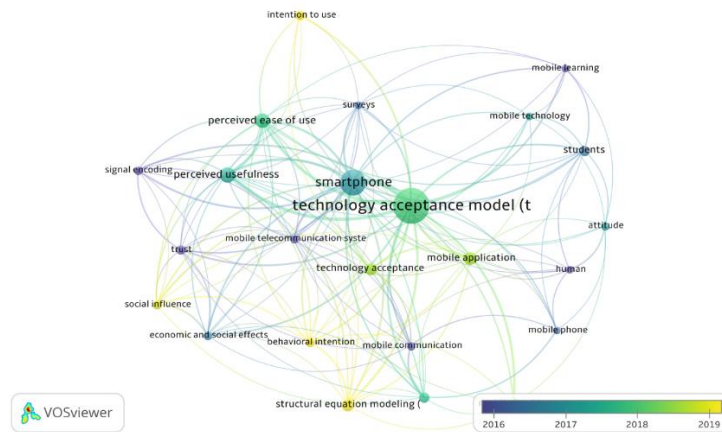 intention to use
mobile learning
surveys
mobile technology
perceived ease of use
students
signal encoding
perceived usefulness
smartphone
technology acceptance model (t
attitude
mobile telecommunication syste
trust
mobile application
technology acceptance
human
social influence
economic and social effects
mobile phone
behavioral intention
mobile communication
structural equation modeling (
VOSviewer
2016 2017 2018 2019